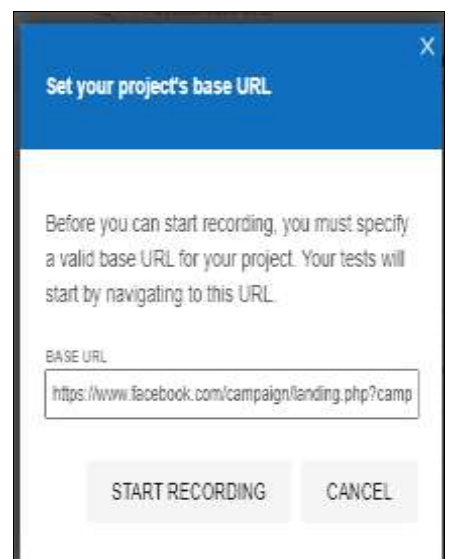 X
Set your project's base URL
Before you can start recording, you must specify
a valid base URL for your project. Your tests will
start by navigating to this URL.
BASE URL
https://www.facebook.com/campaign/landing.php?camp
START RECORDING CANCEL